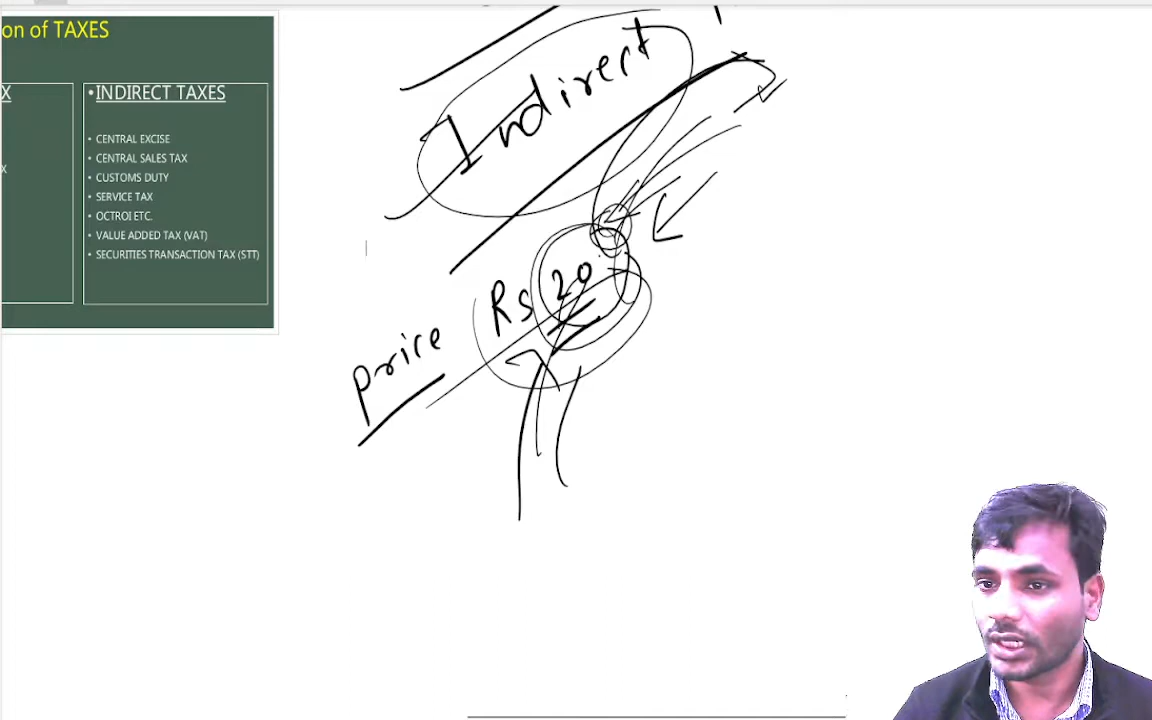 on of TAXES
X
X
•INDIRECT TAXES
• CENTRAL EXCISE
• CENTRAL SALES TAX
• CUSTOMS DUTY
• SERVICE TAX
• OCTROI ETC.
• VALUE ADDED TAX (VAT)
• SECURITIES TRANSACTION TAX (STT)
Indirect
price Rs 20